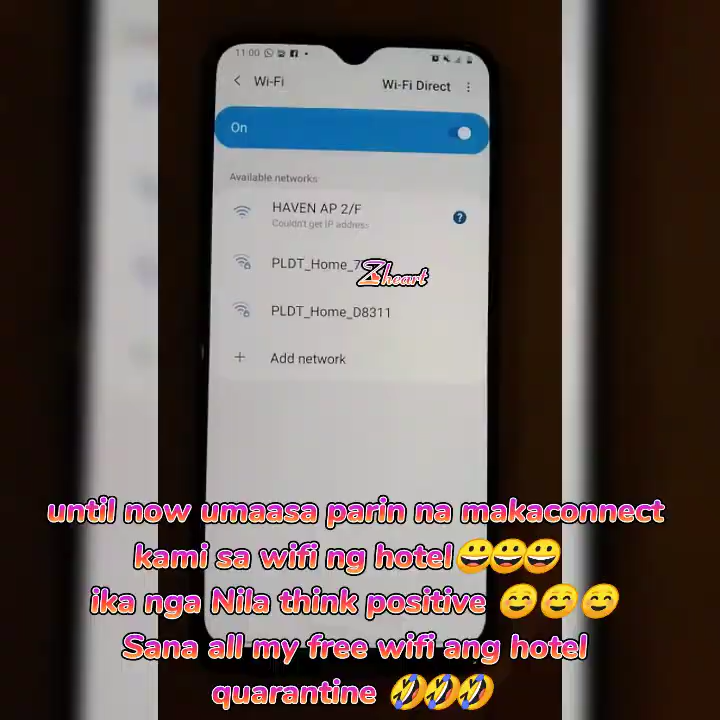 11:00
Wi-Fi
Wi-Fi Direct
On
Available networks
HAVEN AP 2/F
Couldn't get IP address
?
PLDT_Home_7
Zheart
PLDT_Home_D8311
+ Add network
until now umaasa parin na makaconnect
kami sa wifi ng hotel😀😀😀
ika nga Nila think positive ☺️☺️☺️
Sana all my free wifi ang hotel
quarantine 🤣🤣🤣